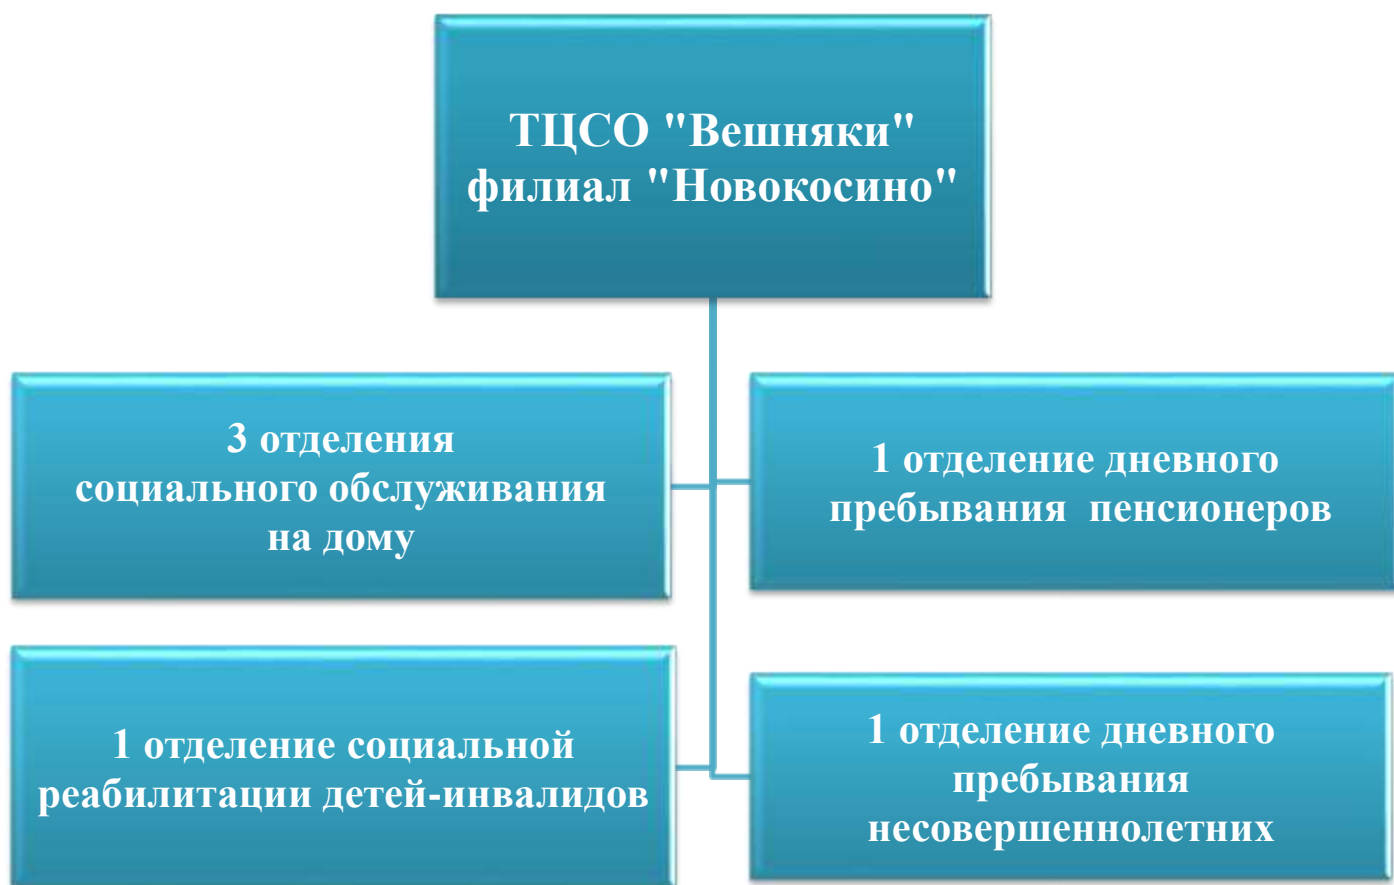 ТЦСО "Вешняки"
филиал "Новокосино"
3 отделения
социального обслуживания
на дому
1 отделение дневного
пребывания пенсионеров
1 отделение социальной
реабилитации детей-инвалидов
1 отделение дневного
пребывания
несовершеннолетних